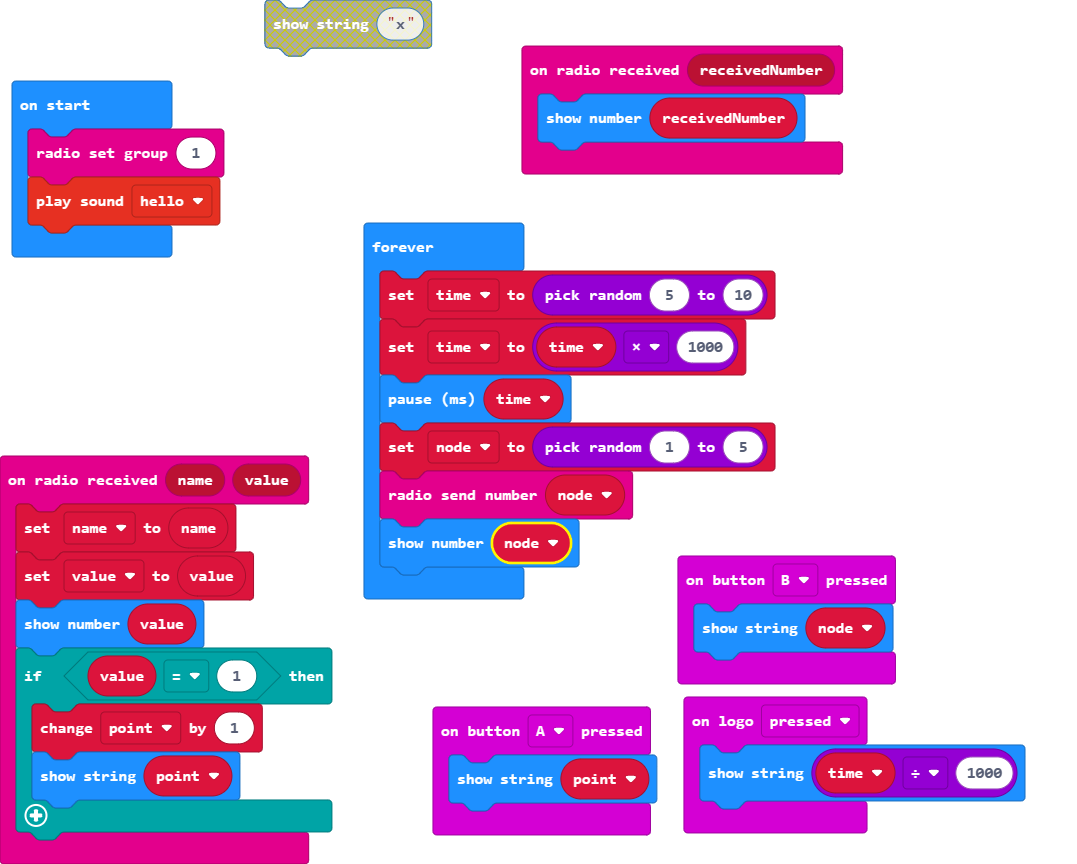 show string "x"
on radio received receivedNumber
show number receivedNumber
on start
radio set group 1
play sound hello
forever
set time to pick random 5 to 10
set time to time × 1000
pause (ms) time
set node to pick random 1 to 5
radio send number node
show number node
on radio received name value
set name to name
set value to value
show number value
if value = 1 then
change point by 1
show string point
on button B pressed
show string node
on button A pressed
show string point
on logo pressed
show string time ÷ 1000